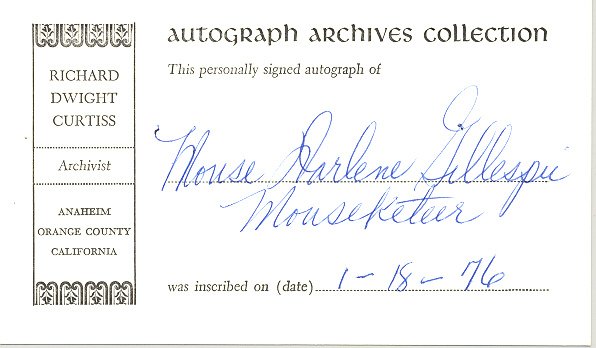 AUTOGRAPH ARCHIVES COLLECTION
This personally signed autograph of
Mouse Darlene Gillespie
Mouseketeer
was inscribed on (date) 1-18-76
RICHARD
DWIGHT
CURTISS
Archivist
ANAHEIM
ORANGE COUNTY
CALIFORNIA